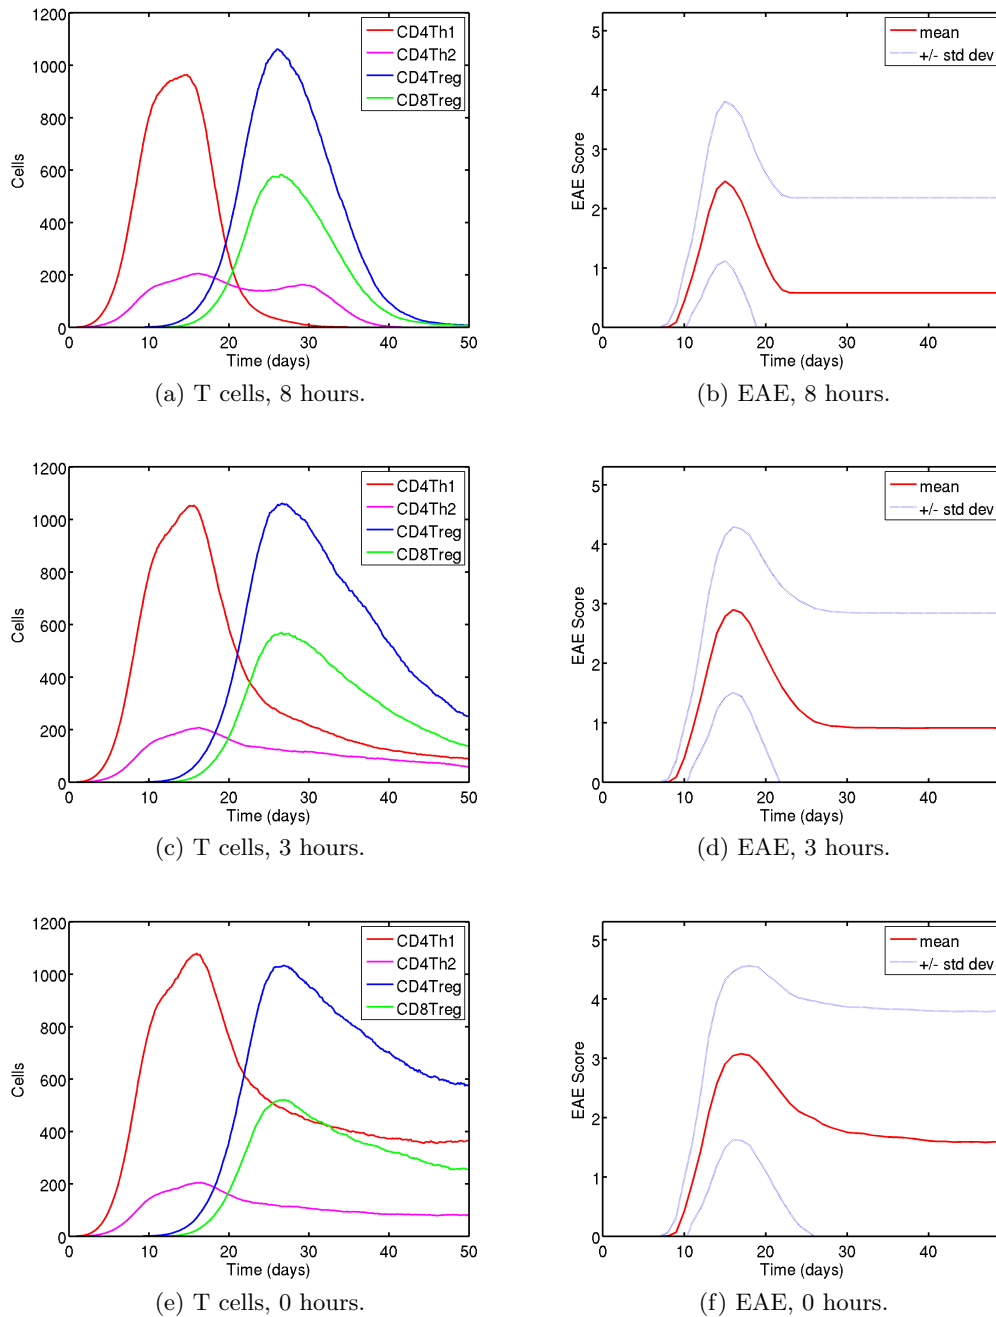 1200
1000
800
600
400
200
0
Cells
0 10 20 30 40 50
Time (days)
CD4Th1
CD4Th2
CD4Treg
CD8Treg
(a) T cells, 8 hours.
5
4
3
2
1
0
EAE Score
0 10 20 30 40
Time (days)
mean
+/- std dev
(b) EAE, 8 hours.
1200
1000
800
600
400
200
0
Cells
0 10 20 30 40 50
Time (days)
CD4Th1
CD4Th2
CD4Treg
CD8Treg
(c) T cells, 3 hours.
5
4
3
2
1
0
EAE Score
0 10 20 30 40
Time (days)
mean
+/- std dev
(d) EAE, 3 hours.
1200
1000
800
600
400
200
0
Cells
0 10 20 30 40 50
Time (days)
CD4Th1
CD4Th2
CD4Treg
CD8Treg
(e) T cells, 0 hours.
5
4
3
2
1
0
EAE Score
0 10 20 30 40
Time (days)
mean
+/- std dev
(f) EAE, 0 hours.